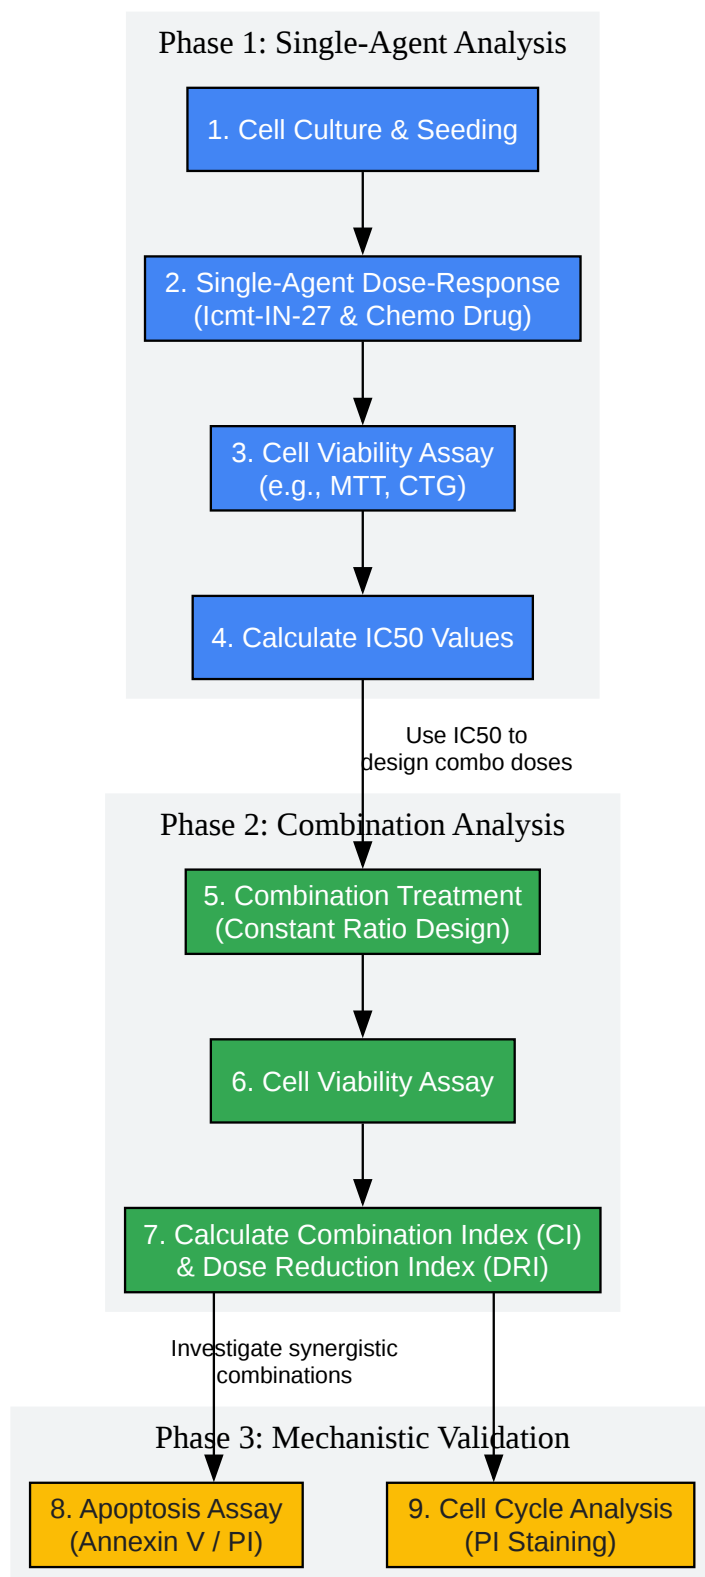 Phase 1: Single-Agent Analysis
1. Cell Culture & Seeding
2. Single-Agent Dose-Response
(Icmt-IN-27 & Chemo Drug)
3. Cell Viability Assay
(e.g., MTT, CTG)
4. Calculate IC50 Values
Use IC50 to
design combo doses
Phase 2: Combination Analysis
5. Combination Treatment
(Constant Ratio Design)
6. Cell Viability Assay
7. Calculate Combination Index (CI)
& Dose Reduction Index (DRI)
Investigate synergistic
combinations
Phase 3: Mechanistic Validation
8. Apoptosis Assay
(Annexin V / PI)
9. Cell Cycle Analysis
(PI Staining)